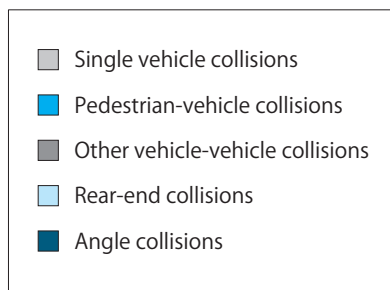 Single vehicle collisions
Pedestrian-vehicle collisions
Other vehicle-vehicle collisions
Rear-end collisions
Angle collisions